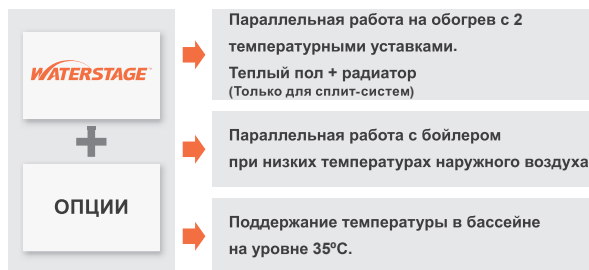 WATERSTAGE™
+
ОПЦИИ
Параллельная работа на обогрев с 2
температурными уставками.
Теплый пол + радиатор
(Только для сплит-систем)
Параллельная работа с бойлером
при низких температурах наружного воздуха
Поддержание температуры в бассейне
на уровне 35ºC.